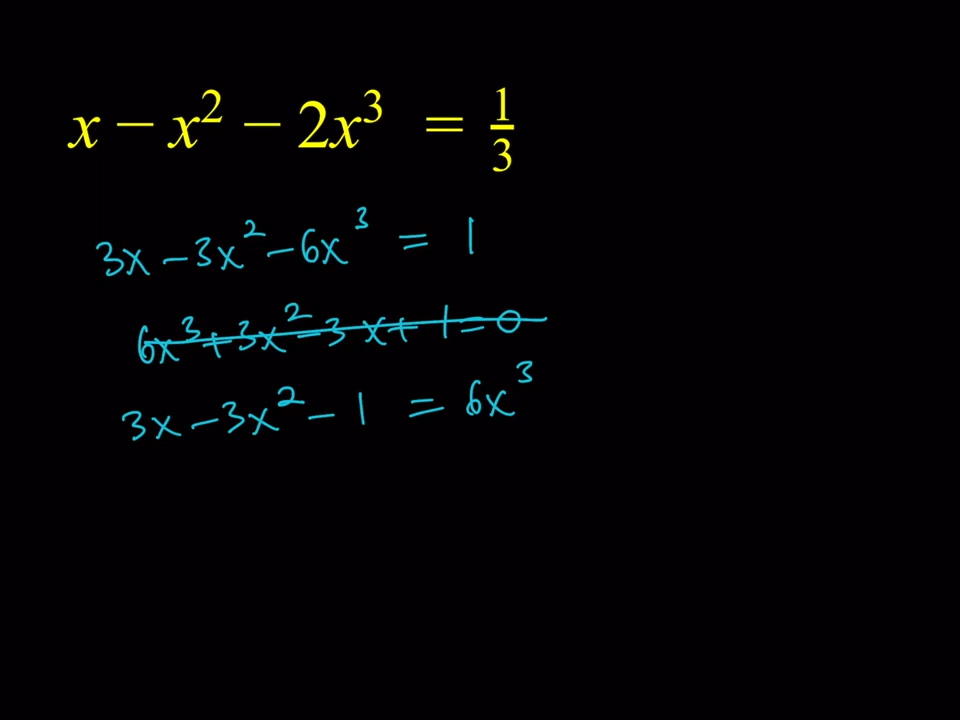 x − x² − 2x³ = 1/3
3x − 3x² − 6x³ = 1
6x³ + 3x² − 3x + 1 = 0
3x − 3x² − 1 = 6x³